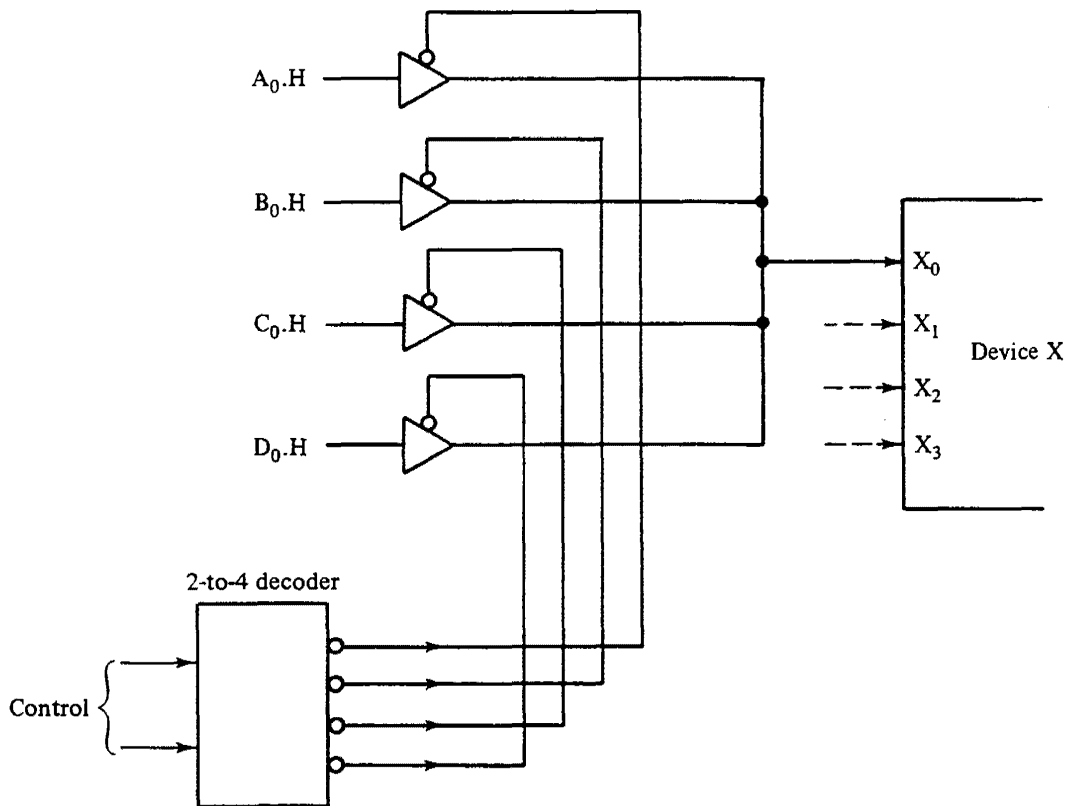 A₀.H
B₀.H
C₀.H
D₀.H
X₀
X₁
X₂
X₃
Device X
2-to-4 decoder
Control